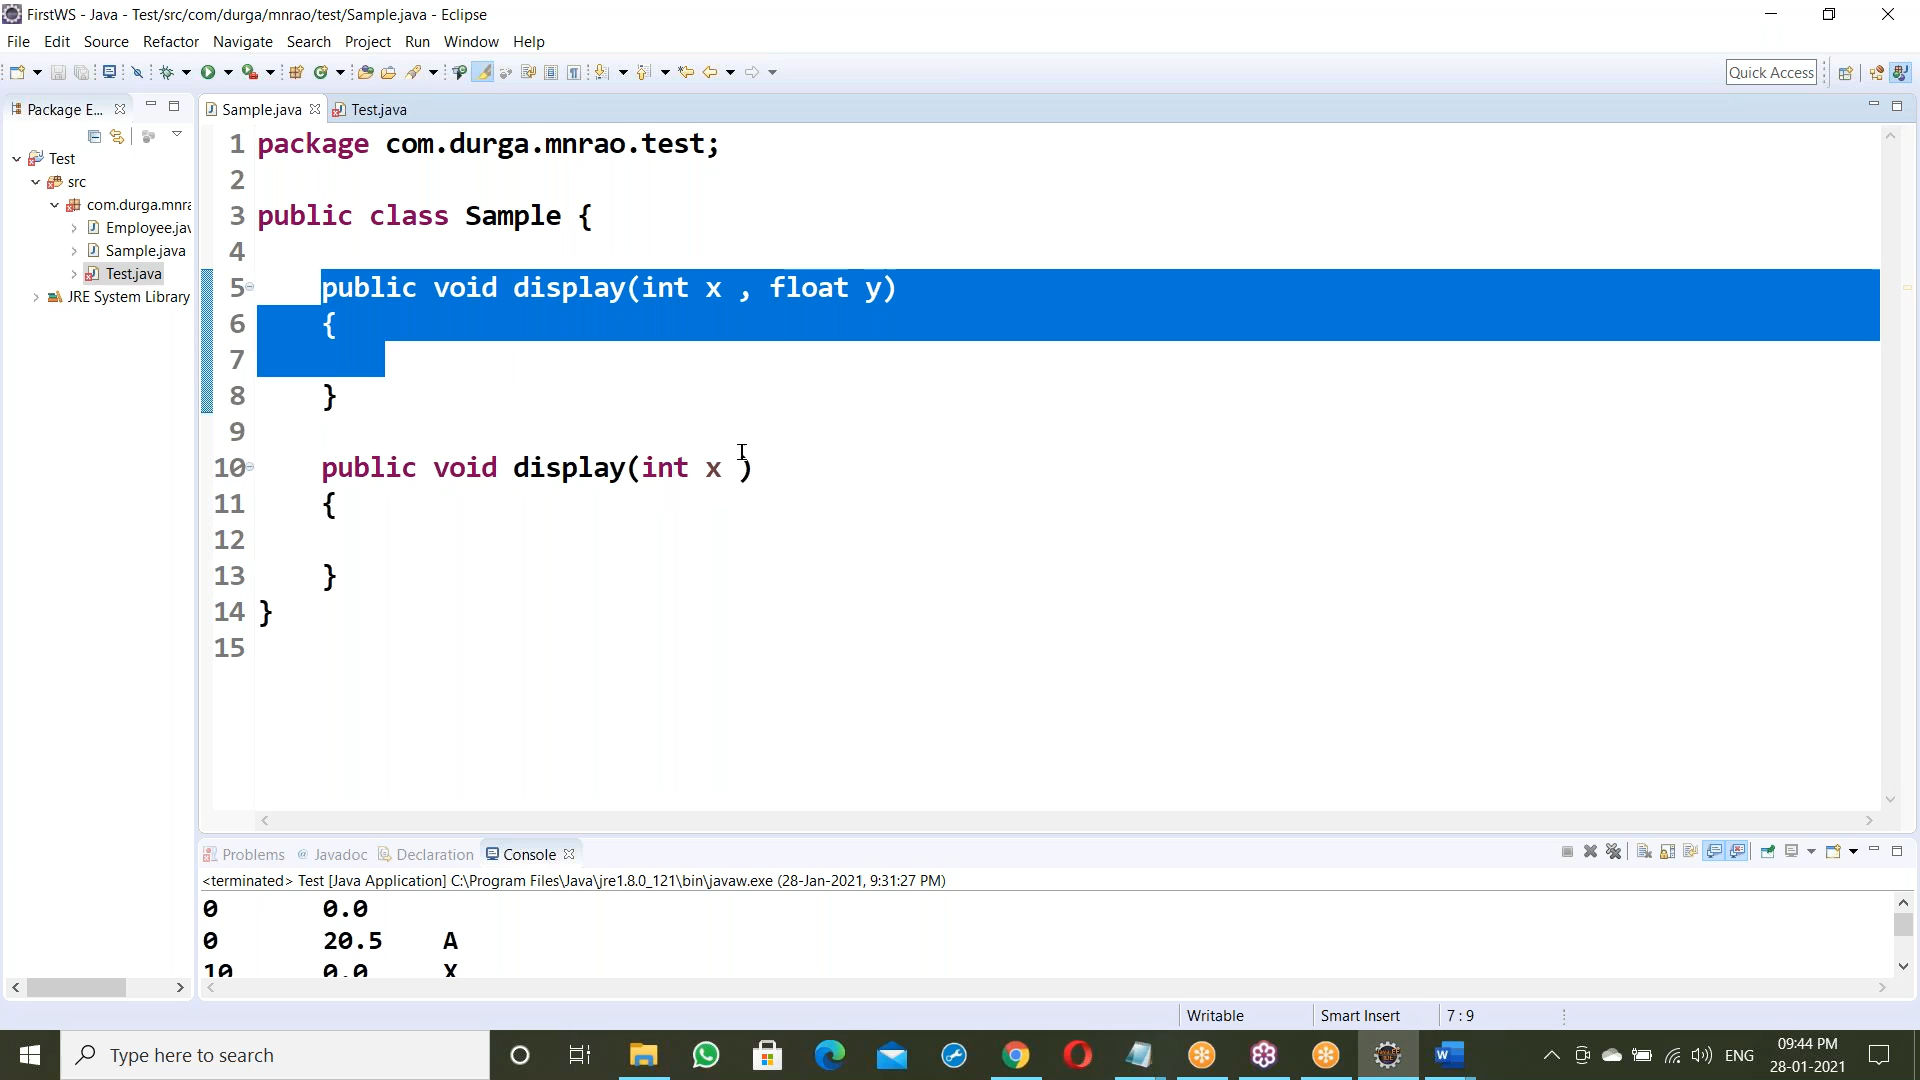 FirstWS - Java - Test/src/com/durga/mnrao/test/Sample.java - Eclipse
File Edit Source Refactor Navigate Search Project Run Window Help
Quick Access
Package E...
Sample.java
Test.java
Test
src
com.durga.mnra
Employee.jav
Sample.java
Test.java
JRE System Library
1 package com.durga.mnrao.test;
2
3 public class Sample {
4
5 public void display(int x , float y)
6 {
7
8 }
9
10 public void display(int x )
11 {
12
13 }
14 }
15
Problems @ Javadoc Declaration Console
<terminated> Test [Java Application] C:\Program Files\Java\jre1.8.0_121\bin\javaw.exe (28-Jan-2021, 9:31:27 PM)
0 0.0
0 20.5 A
10 0.0 X
Writable Smart Insert 7 : 9
Type here to search
ENG
09:44 PM
28-01-2021